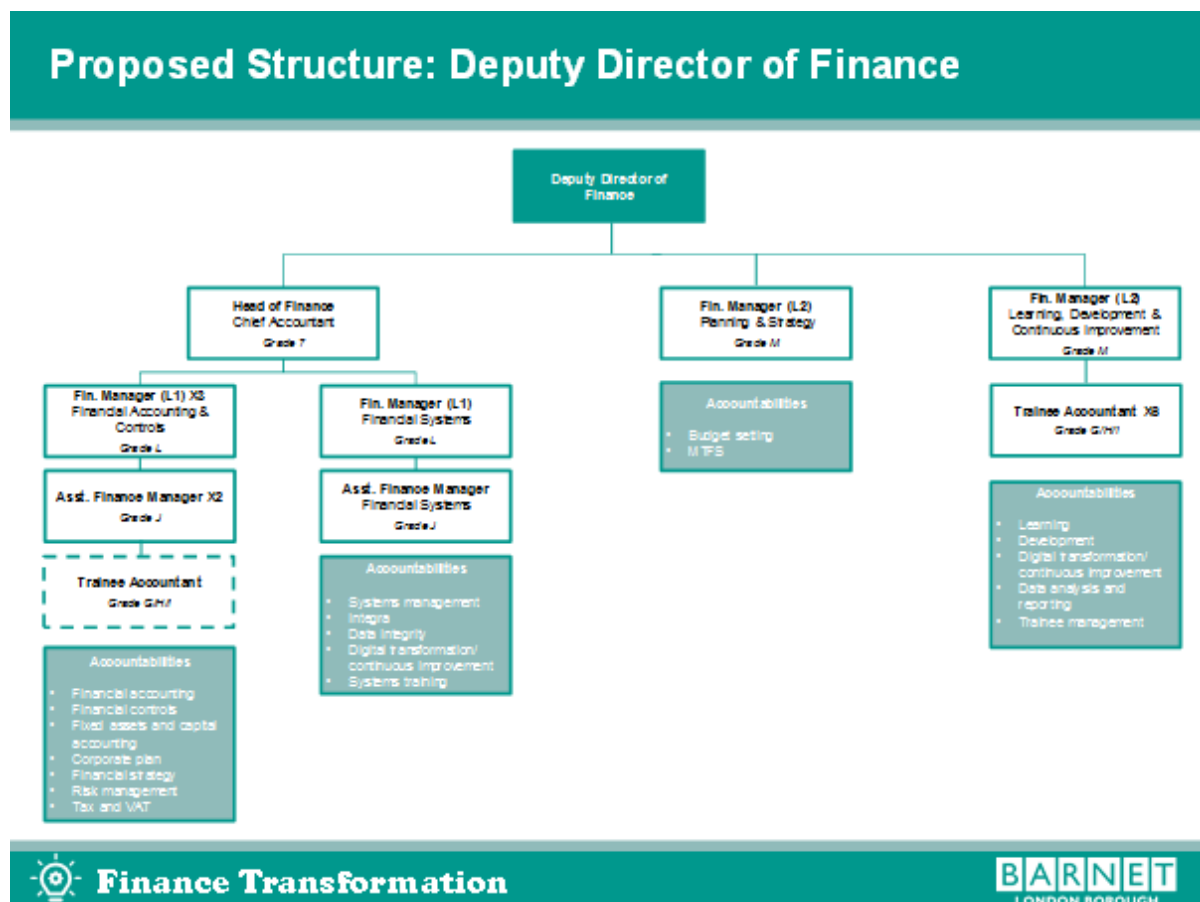 Proposed Structure: Deputy Director of Finance
Deputy Director of
Finance
Head of Finance
Chief Accountant
Grade 7
Fin. Manager (L2)
Planning & Strategy
Grade M
Fin. Manager (L2)
Learning, Development &
Continuous Improvement
Grade M
Fin. Manager (L1) X3
Financial Accounting &
Controls
Grade L
Fin. Manager (L1)
Financial Systems
Grade L
Accountabilities
• Budget setting
• MTFS
Trainee Accountant X8
Grade G/H/I
Asst. Finance Manager X2
Grade J
Asst. Finance Manager
Financial Systems
Grade J
Trainee Accountant
Grade G/H/I
Accountabilities
• Systems management
• Integra
• Data integrity
• Digital transformation/
continuous improvement
• Systems training
Accountabilities
• Learning
• Development
• Digital transformation/
continuous improvement
• Data analysis and
reporting
• Trainee management
Accountabilities
• Financial accounting
• Financial controls
• Fixed assets and capital
accounting
• Corporate plan
• Financial strategy
• Risk management
• Tax and VAT
Finance Transformation
BARNET
LONDON BOROUGH